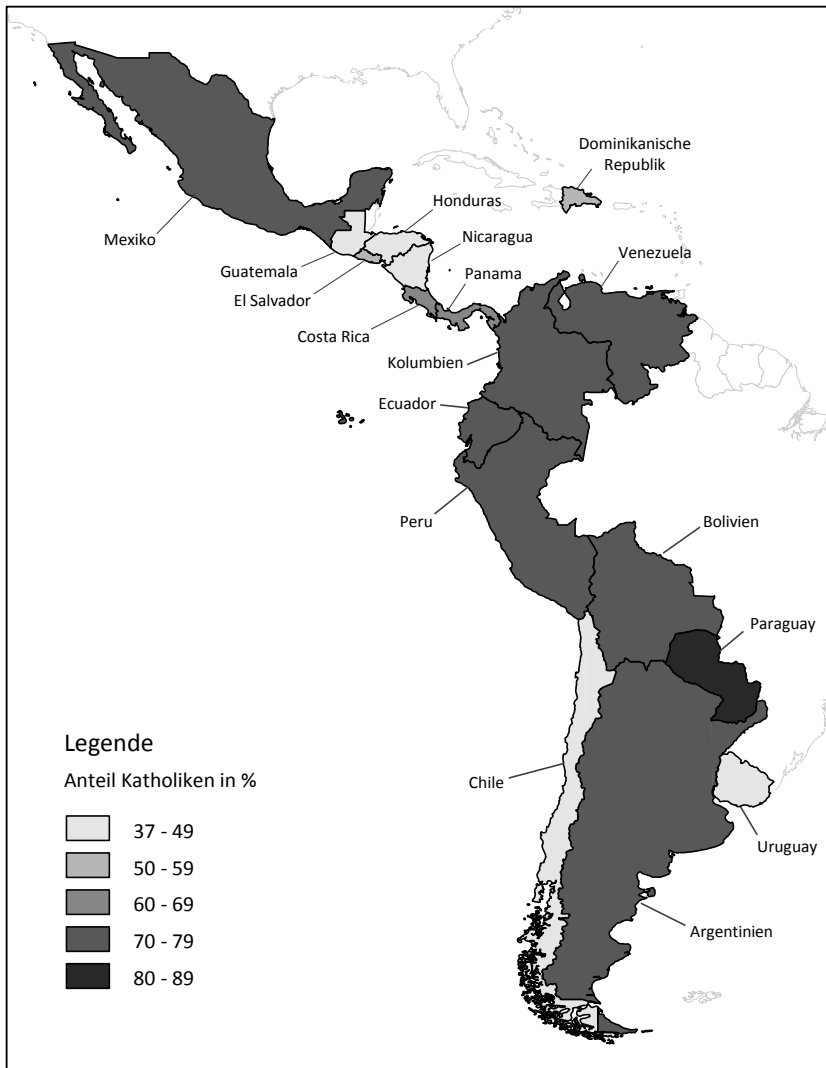 Dominikanische
Republik
Honduras
Mexiko
Nicaragua
Venezuela
Guatemala
Panama
El Salvador
Costa Rica
Kolumbien
Ecuador
Peru
Bolivien
Paraguay
Legende
Anteil Katholiken in %
Chile
37 - 49
Uruguay
50 - 59
60 - 69
Argentinien
70 - 79
80 - 89